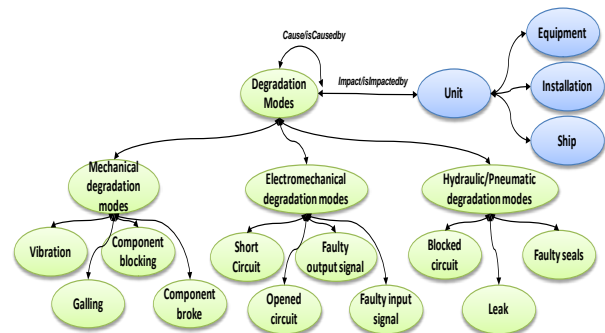 Equipment
Cause/isCausedby
Degradation
Modes
Impact/isImpactedby
Unit
Installation
Ship
Mechanical
degradation
modes
Electromechanical
degradation modes
Hydraulic/Pneumatic
degradation modes
Vibration
Component
blocking
Short
Circuit
Faulty
output signal
Blocked
circuit
Faulty seals
Galling
Component
broke
Opened
circuit
Faulty input
signal
Leak